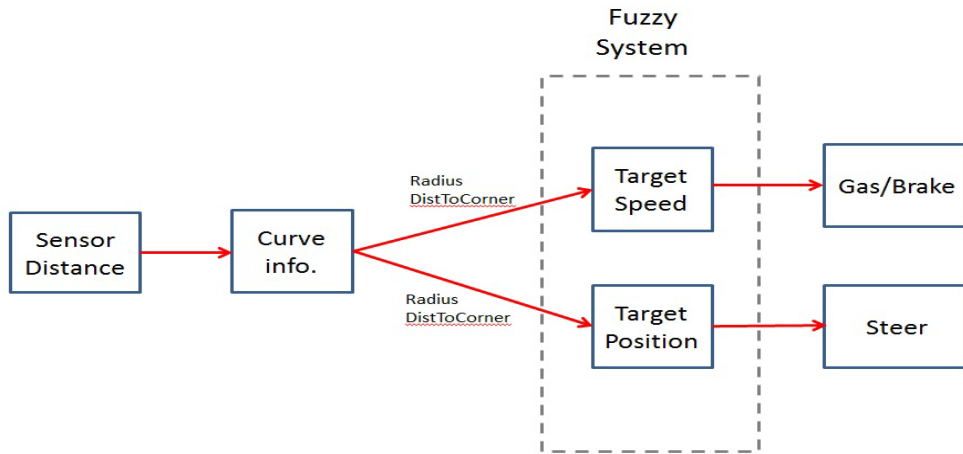 Fuzzy
System
Sensor
Distance
Curve
info.
Radius
DistToCorner
Radius
DistToCorner
Target
Speed
Target
Position
Gas/Brake
Steer